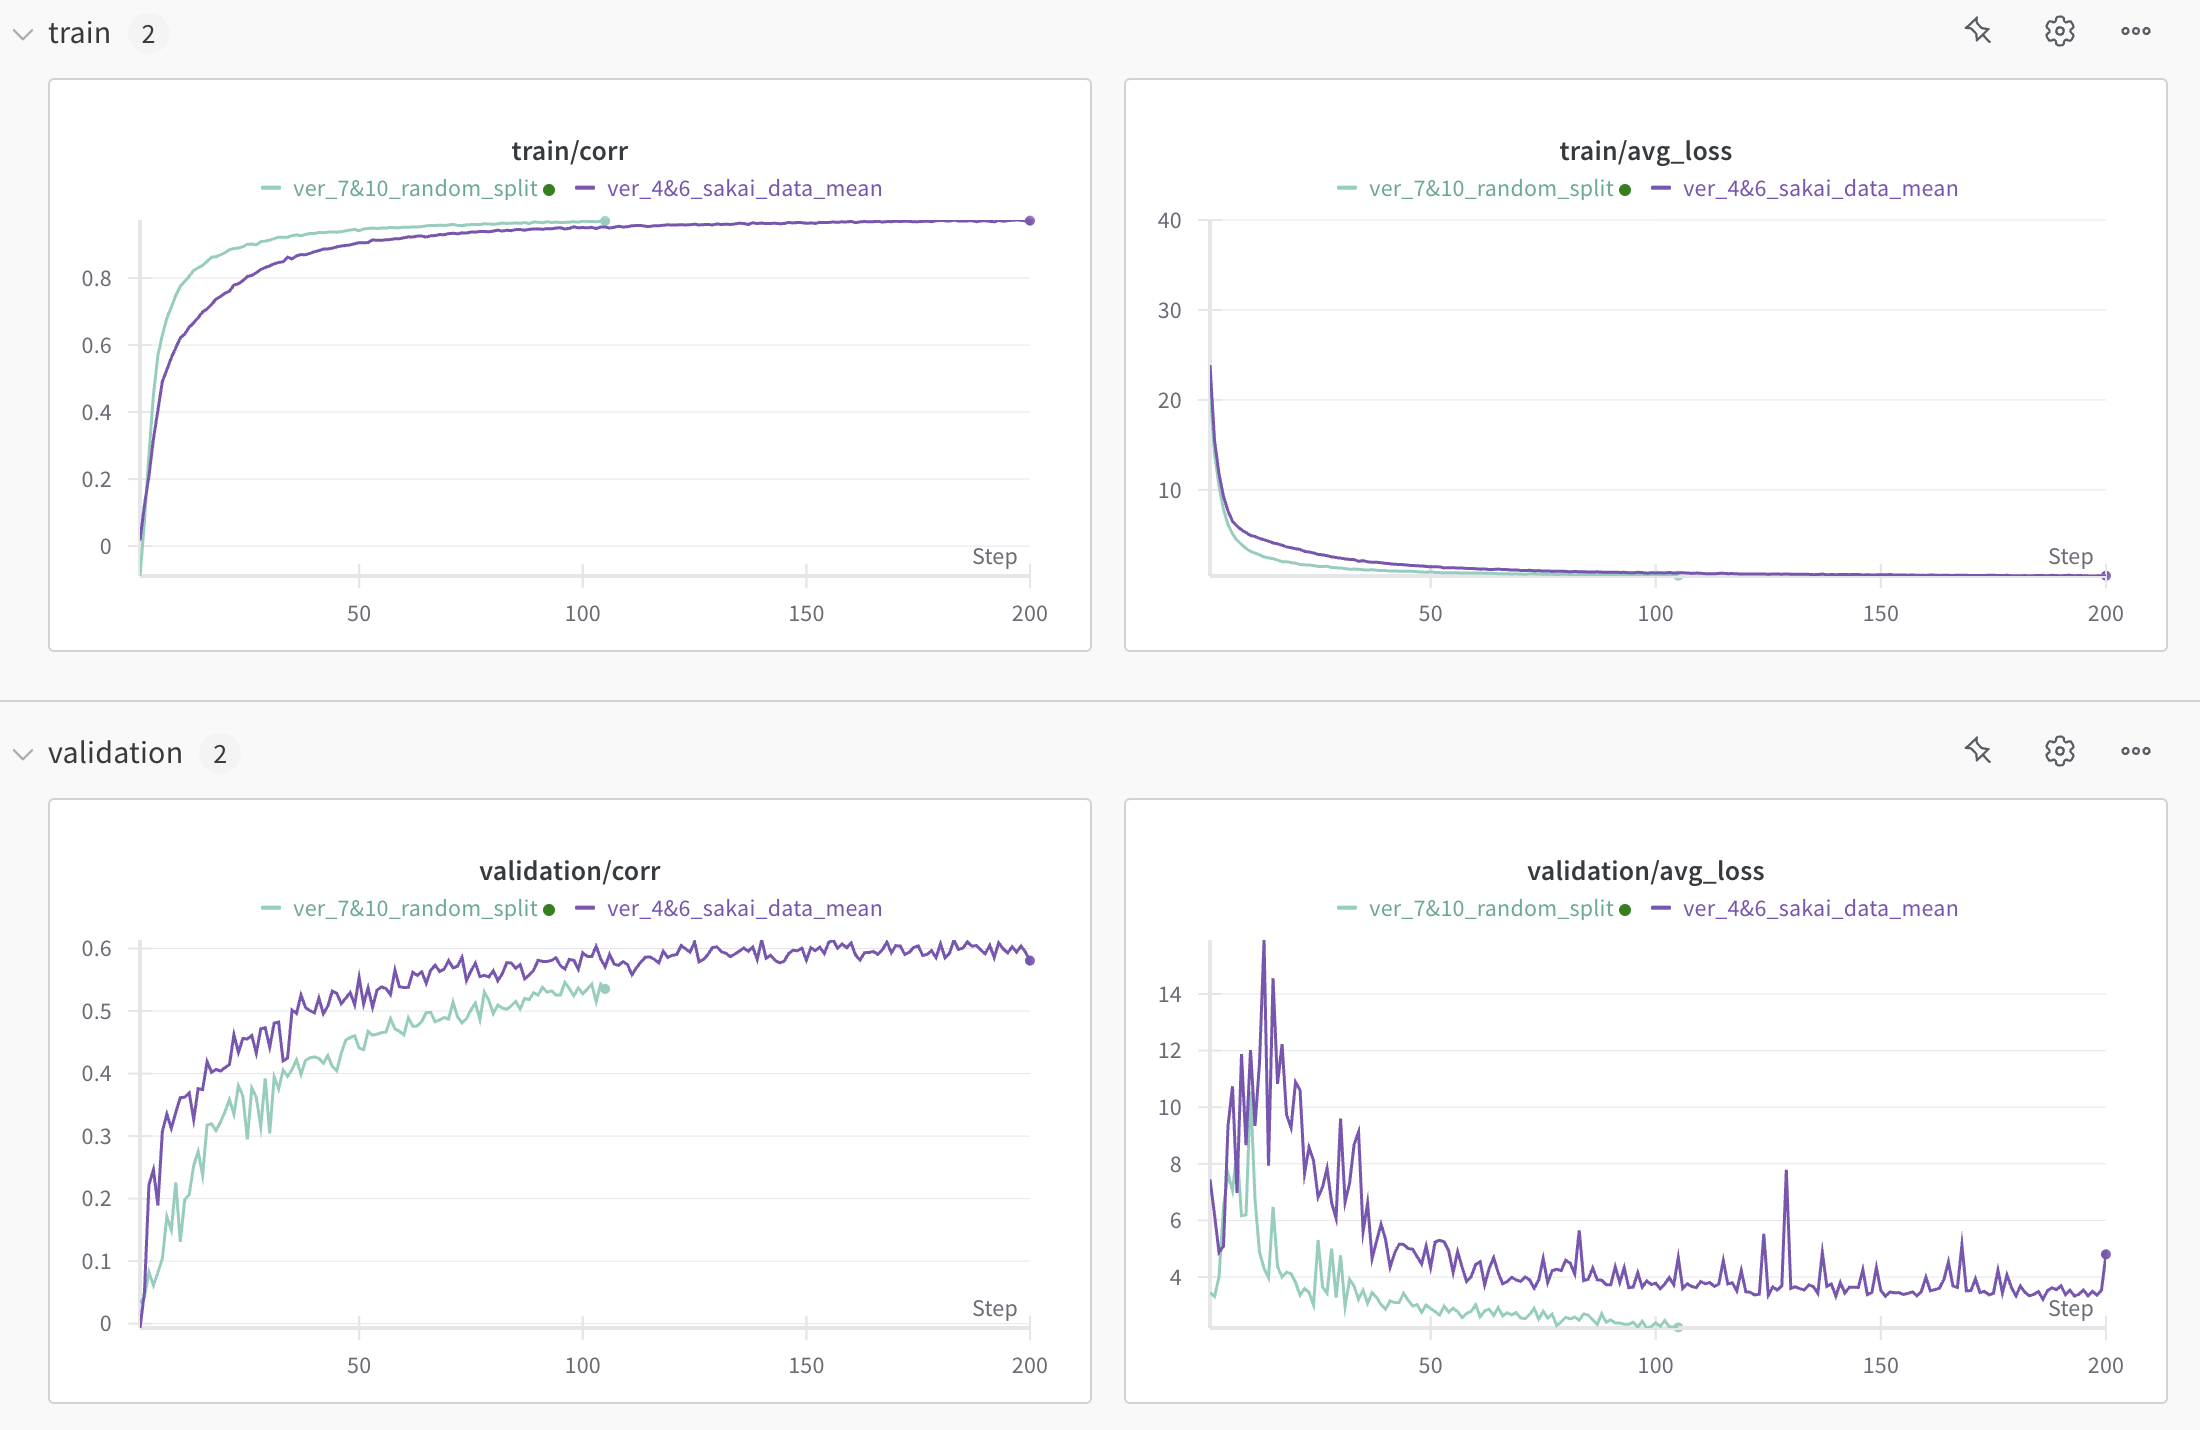 train 2
train/corr
ver_7&10_random_split ver_4&6_sakai_data_mean
0.8
0.6
0.4
0.2
0
Step
50 100 150 200
train/avg_loss
ver_7&10_random_split ver_4&6_sakai_data_mean
40
30
20
10
Step
50 100 150 200
validation 2
validation/corr
ver_7&10_random_split ver_4&6_sakai_data_mean
0.6
0.5
0.4
0.3
0.2
0.1
0
Step
50 100 150 200
validation/avg_loss
ver_7&10_random_split ver_4&6_sakai_data_mean
14
12
10
8
6
4
Step
50 100 150 200